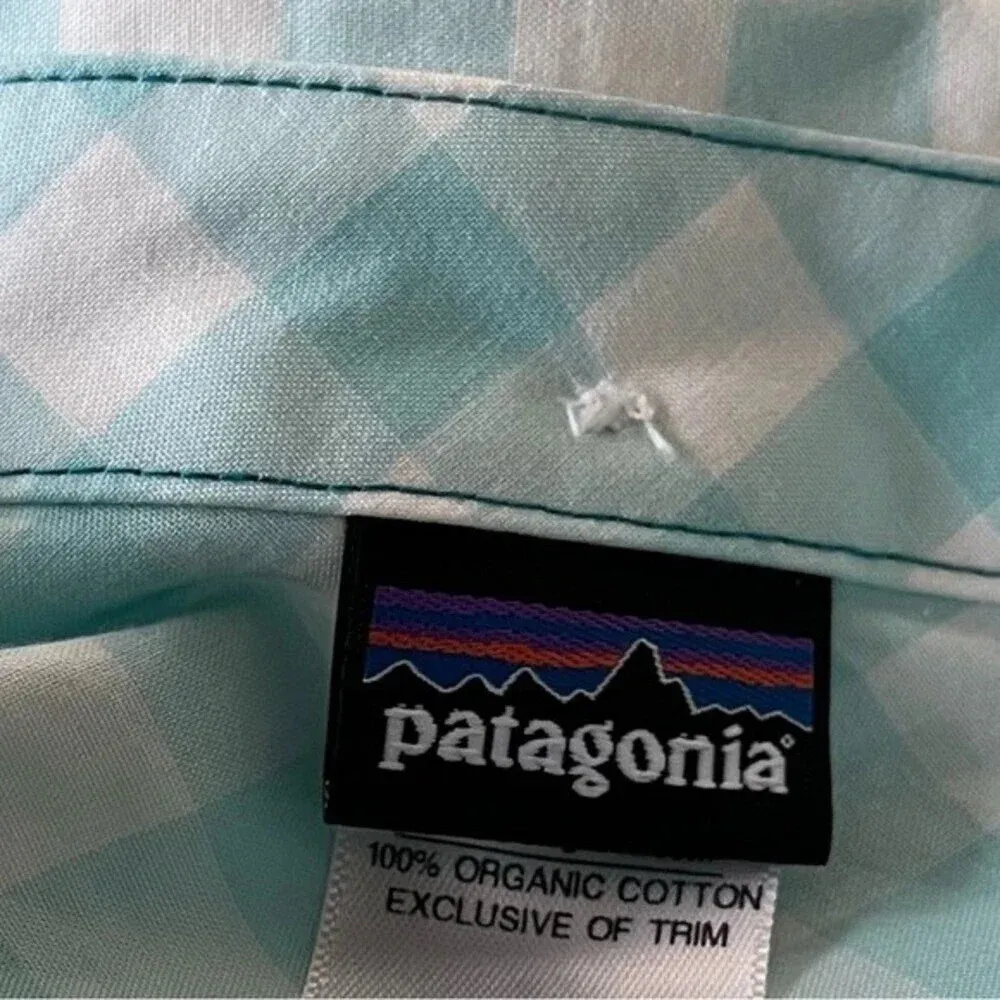 patagonia®
100% ORGANIC COTTON
EXCLUSIVE OF TRIM